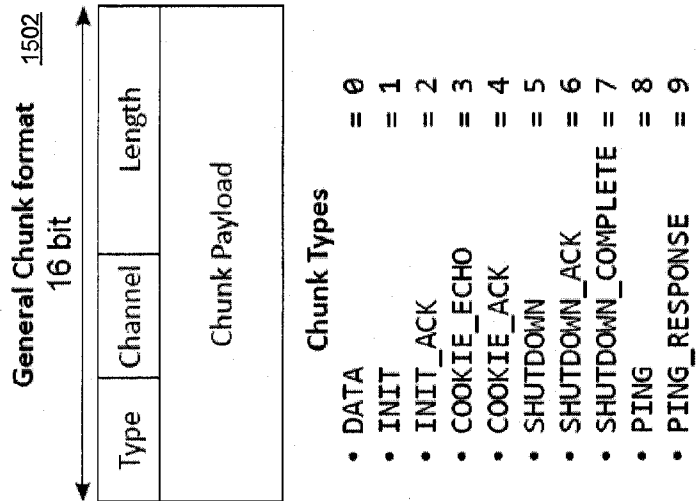 General Chunk format 1502
16 bit
Type Channel Length
Chunk Payload
Chunk Types
• DATA = 0
• INIT = 1
• INIT_ACK = 2
• COOKIE_ECHO = 3
• COOKIE_ACK = 4
• SHUTDOWN = 5
• SHUTDOWN_ACK = 6
• SHUTDOWN_COMPLETE = 7
• PING = 8
• PING_RESPONSE = 9